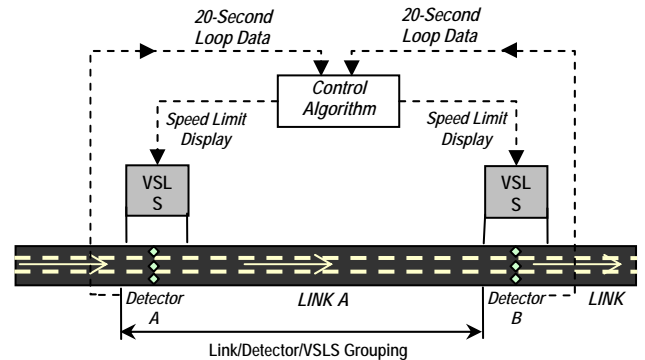 20-Second
Loop Data
20-Second
Loop Data
Control
Algorithm
Speed Limit
Display
Speed Limit
Display
VSL
S
VSL
S
Detector
A
LINK A
Detector
B
LINK
Link/Detector/VSLS Grouping